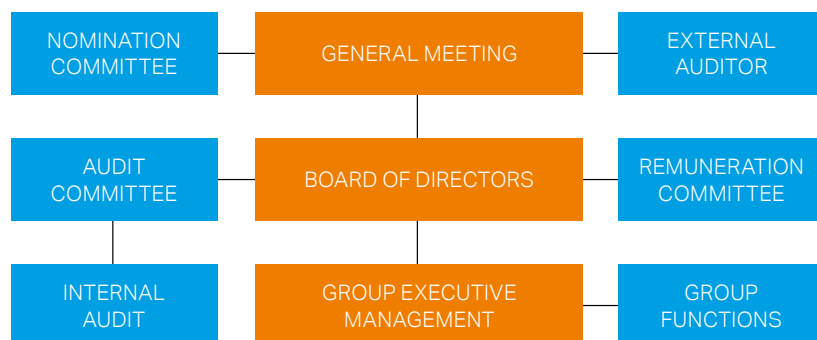 NOMINATION
COMMITTEE
GENERAL MEETING
EXTERNAL
AUDITOR
AUDIT
COMMITTEE
BOARD OF DIRECTORS
REMUNERATION
COMMITTEE
INTERNAL
AUDIT
GROUP EXECUTIVE
MANAGEMENT
GROUP
FUNCTIONS